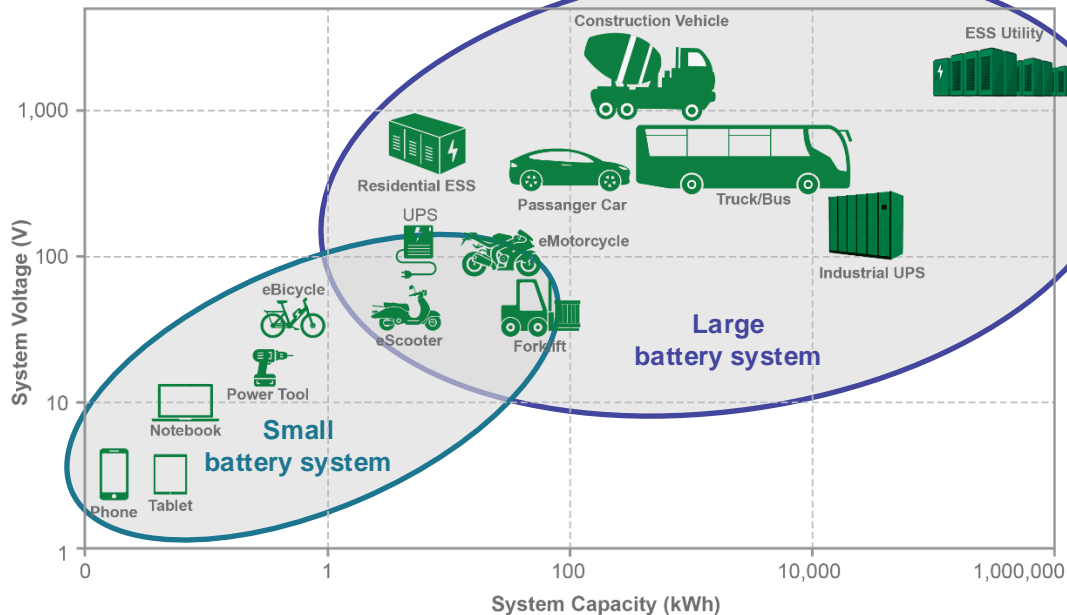 Construction Vehicle
ESS Utility
1,000
Residential ESS
Passanger Car
Truck/Bus
UPS
eMotorcycle
System Voltage (V)
100
Industrial UPS
eBicycle
eScooter
Forklift
Large
battery system
Power Tool
10
Notebook
Small
battery system
Phone
Tablet
1
0
1
100
10,000
1,000,000
System Capacity (kWh)